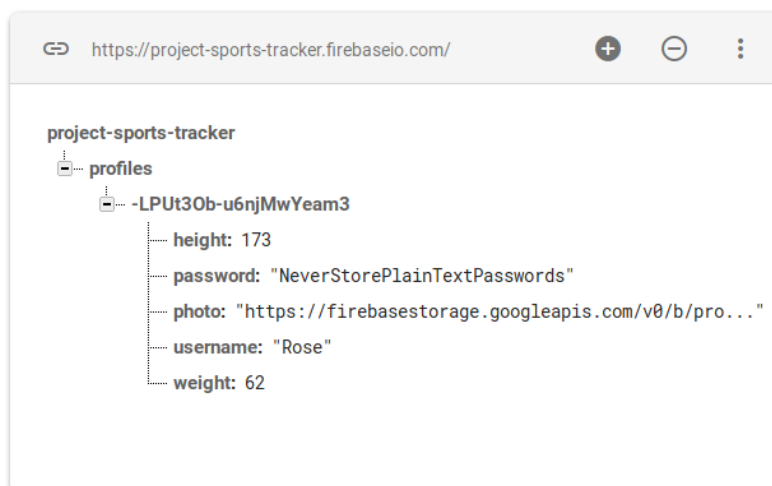 https://project-sports-tracker.firebaseio.com/
project-sports-tracker
profiles
-LPUt3Ob-u6njMwYeam3
height: 173
password: "NeverStorePlainTextPasswords"
photo: "https://firebasestorage.googleapis.com/v0/b/pro..."
username: "Rose"
weight: 62